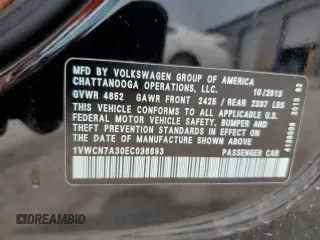 MFD BY VOLKSWAGEN GROUP OF AMERICA
CHATTANOOGA OPERATIONS, LLC. 10/2013
GVWR 4652 GAWR FRONT 2425 / REAR 2337 LBS
THIS VEHICLE CONFORMS TO ALL APPLICABLE U.S.
FEDERAL MOTOR VEHICLE SAFETY, BUMPER, AND
THEFT PREVENTION STANDARDS IN EFFECT ON
THE DATE OF MANUFACTURE SHOWN ABOVE
1VWCN7A30EC036693 PASSENGER CAR
DREAMBID